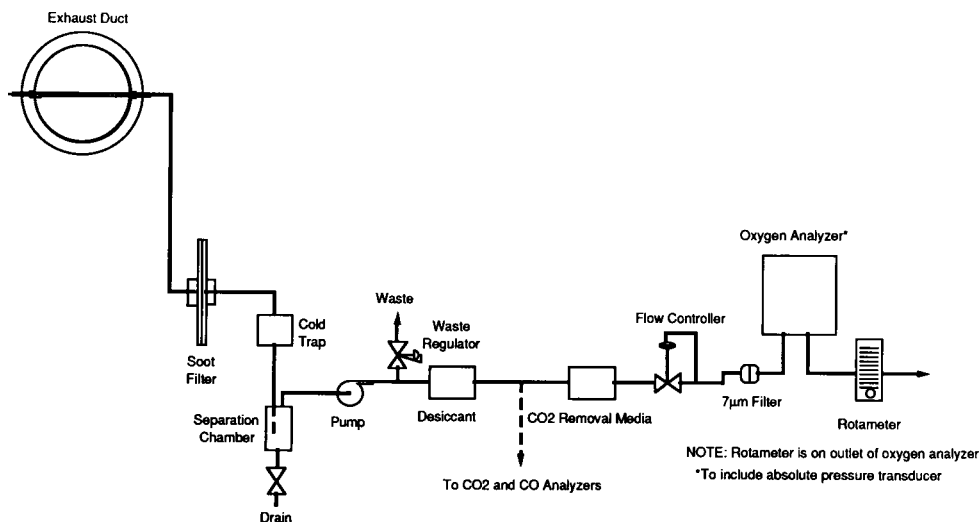 Exhaust Duct
Oxygen Analyzer*
Waste
Waste
Regulator
Flow Controller
Cold
Trap
Soot
Filter
Separation
Chamber
Pump
Desiccant
CO2 Removal Media
7µm Filter
Rotameter
NOTE: Rotameter is on outlet of oxygen analyzer
*To include absolute pressure transducer
To CO2 and CO Analyzers
Drain